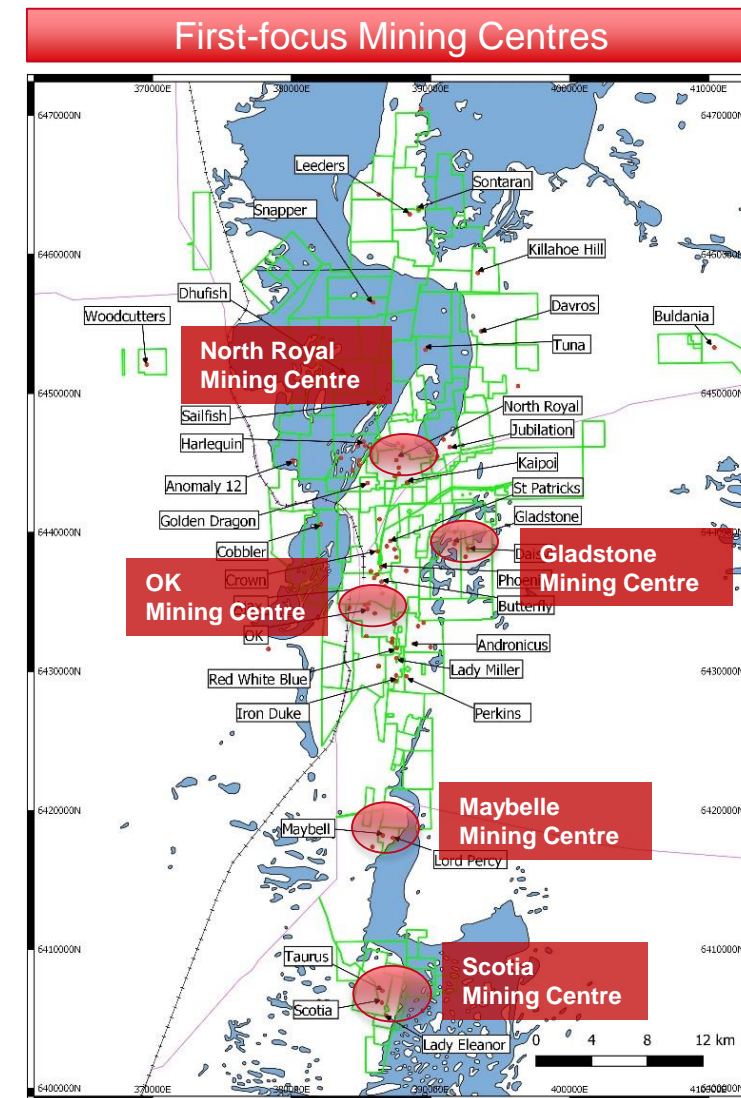 First-focus Mining Centres
370000E 380000E 390000E 400000E 410000E
6470000N 6470000N
Leeders
Sontaran
Snapper
Killahoe Hill
6460000N 6460000N
Dhufish
Woodcutters
Davros
Buldania
North Royal
Mining Centre
Tuna
6450000N 6450000N
Sailfish
North Royal
Harlequin
Jubilation
Kaipoi
Anomaly 12
St Patricks
Golden Dragon
Gladstone
6440000N 6440000N
Cobbler
Gladstone
Mining Centre
Crown
OK
Mining Centre
Butterfly
OK
Andronicus
6430000N 6430000N
Lady Miller
Red White Blue
Iron Duke
Perkins
6420000N 6420000N
Maybelle
Mining Centre
Maybell
Lord Percy
6410000N 6410000N
Taurus
Scotia
Mining Centre
Scotia
Lady Eleanor
0 4 8 12 km
6400000N
370000E 390000E 400000E